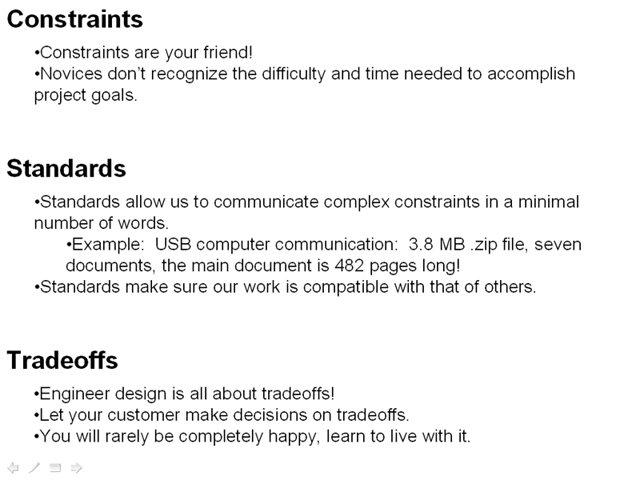 Constraints
•Constraints are your friend!
•Novices don't recognize the difficulty and time needed to accomplish
project goals.
Standards
•Standards allow us to communicate complex constraints in a minimal
number of words.
•Example:  USB computer communication:  3.8 MB .zip file, seven
documents, the main document is 482 pages long!
•Standards make sure our work is compatible with that of others.
Tradeoffs
•Engineer design is all about tradeoffs!
•Let your customer make decisions on tradeoffs.
•You will rarely be completely happy, learn to live with it.